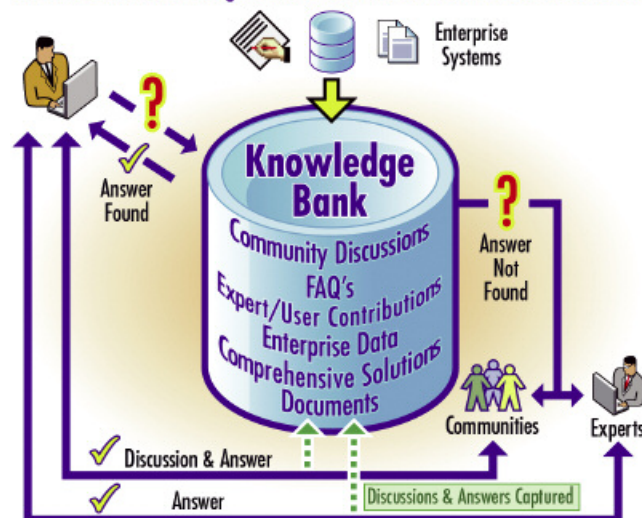 Enterprise
Systems
?
Answer
Found
Knowledge
Bank
Community Discussions
FAQ's
Expert/User Contributions
Enterprise Data
Comprehensive Solutions
Documents
?
Answer
Not
Found
Communities
Experts
Discussion & Answer
Answer
Discussions & Answers Captured